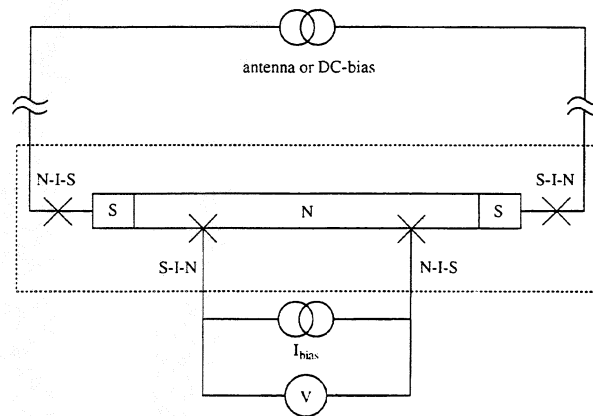 antenna or DC-bias
N-I-S
S-I-N
S
N
S
S-I-N
N-I-S
I_bias
V